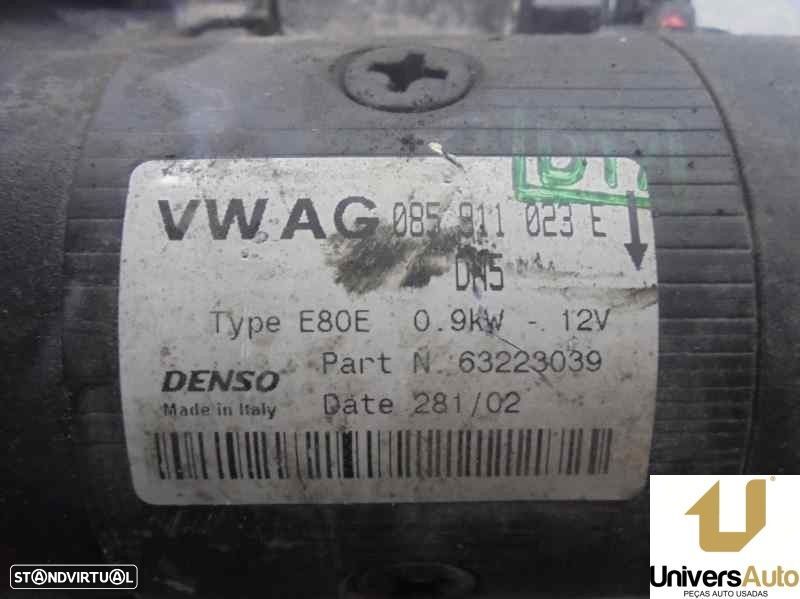 VW AG 085 911 023 E
DN5
Type E80E 0.9KW - 12V
Part N. 63223039
DENSO
Made in Italy
Date 281/02
STANDVIRTUAL
UniversAuto
PEÇAS AUTO USADAS